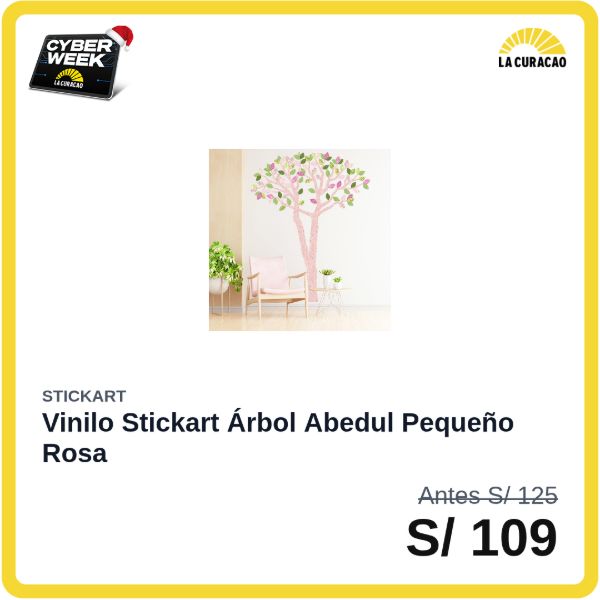 CYBER
WEEK
LA CURACAO
LA CURACAO
STICKART
Vinilo Stickart Árbol Abedul Pequeño
Rosa
Antes S/ 125
S/ 109